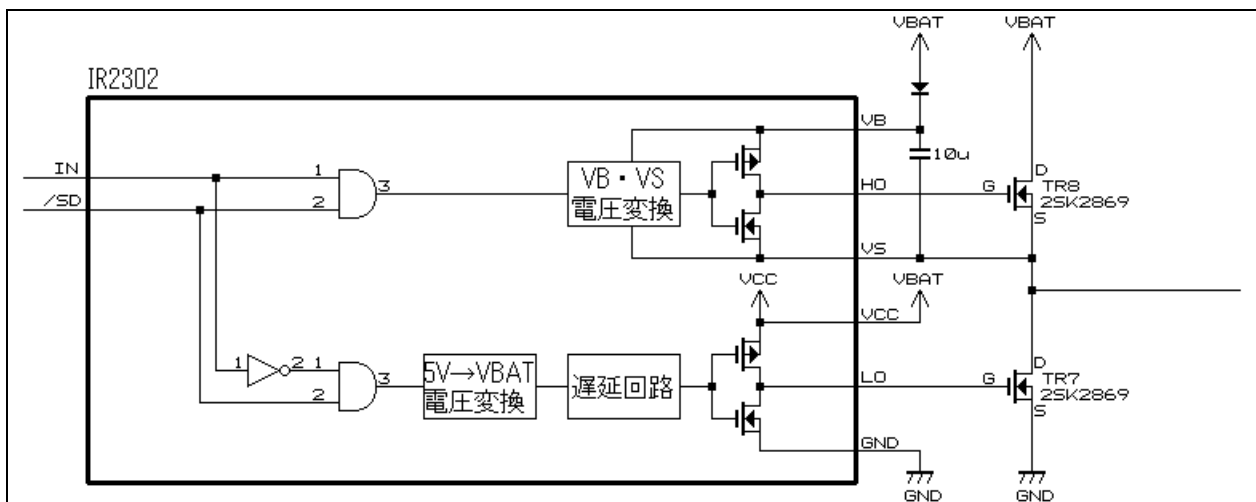 VBAT
VBAT
IR2302
VB
IN
1
3
VB・VS
電圧変換
10u
HO
G
D
TR8
2SK2869
S
/SD
2
VS
VCC
VBAT
VCC
1
2
1
3
2
5V→VBAT
電圧変換
遅延回路
LO
G
D
TR7
2SK2869
S
GND
GND
GND